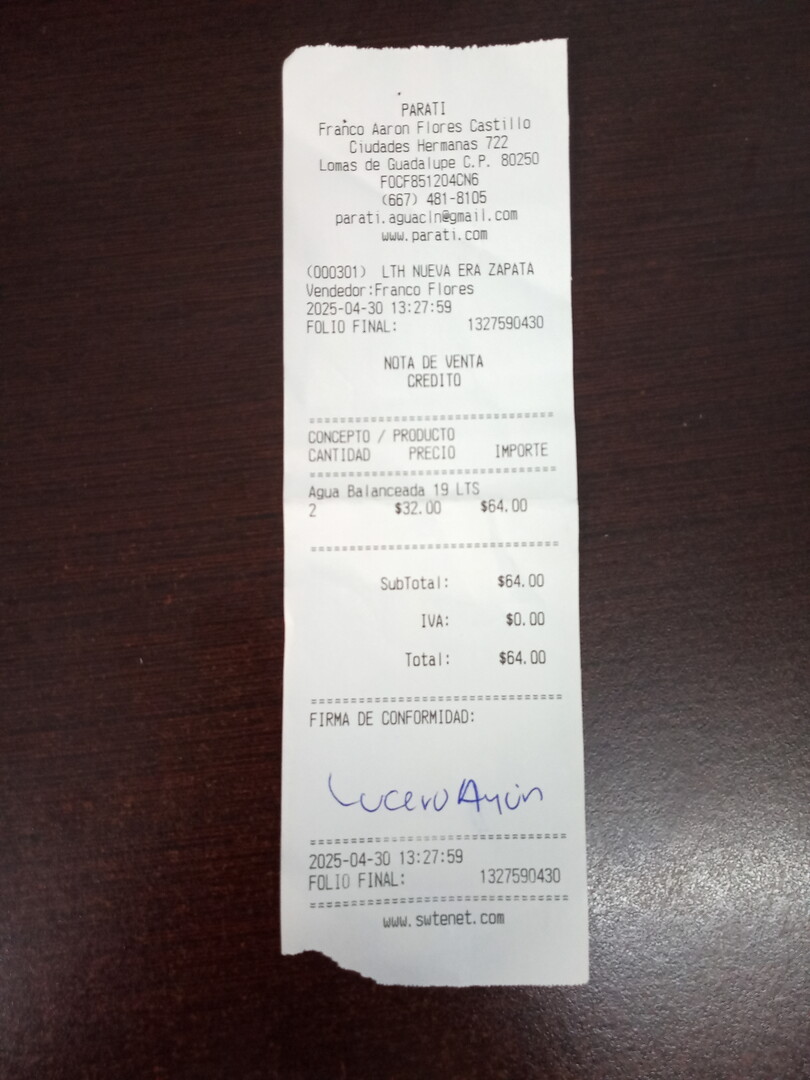 PARATI
Franco Aaron Flores Castillo
Ciudades Hermanas 722
Lomas de Guadalupe C.P. 80250
FOCF851204CN6
(667) 481-8105
parati.aguacln@gmail.com
www.parati.com
(000301) LTH NUEVA ERA ZAPATA
Vendedor:Franco Flores
2025-04-30 13:27:59
FOLIO FINAL: 1327590430
NOTA DE VENTA
CREDITO
===============================
CONCEPTO / PRODUCTO
CANTIDAD PRECIO IMPORTE
===============================
Agua Balanceada 19 LTS
2 $32.00 $64.00
===============================
SubTotal: $64.00
IVA: $0.00
Total: $64.00
================================
FIRMA DE CONFORMIDAD:
Lucero Ayón
================================
2025-04-30 13:27:59
FOLIO FINAL: 1327590430
================================
www.swtenet.com